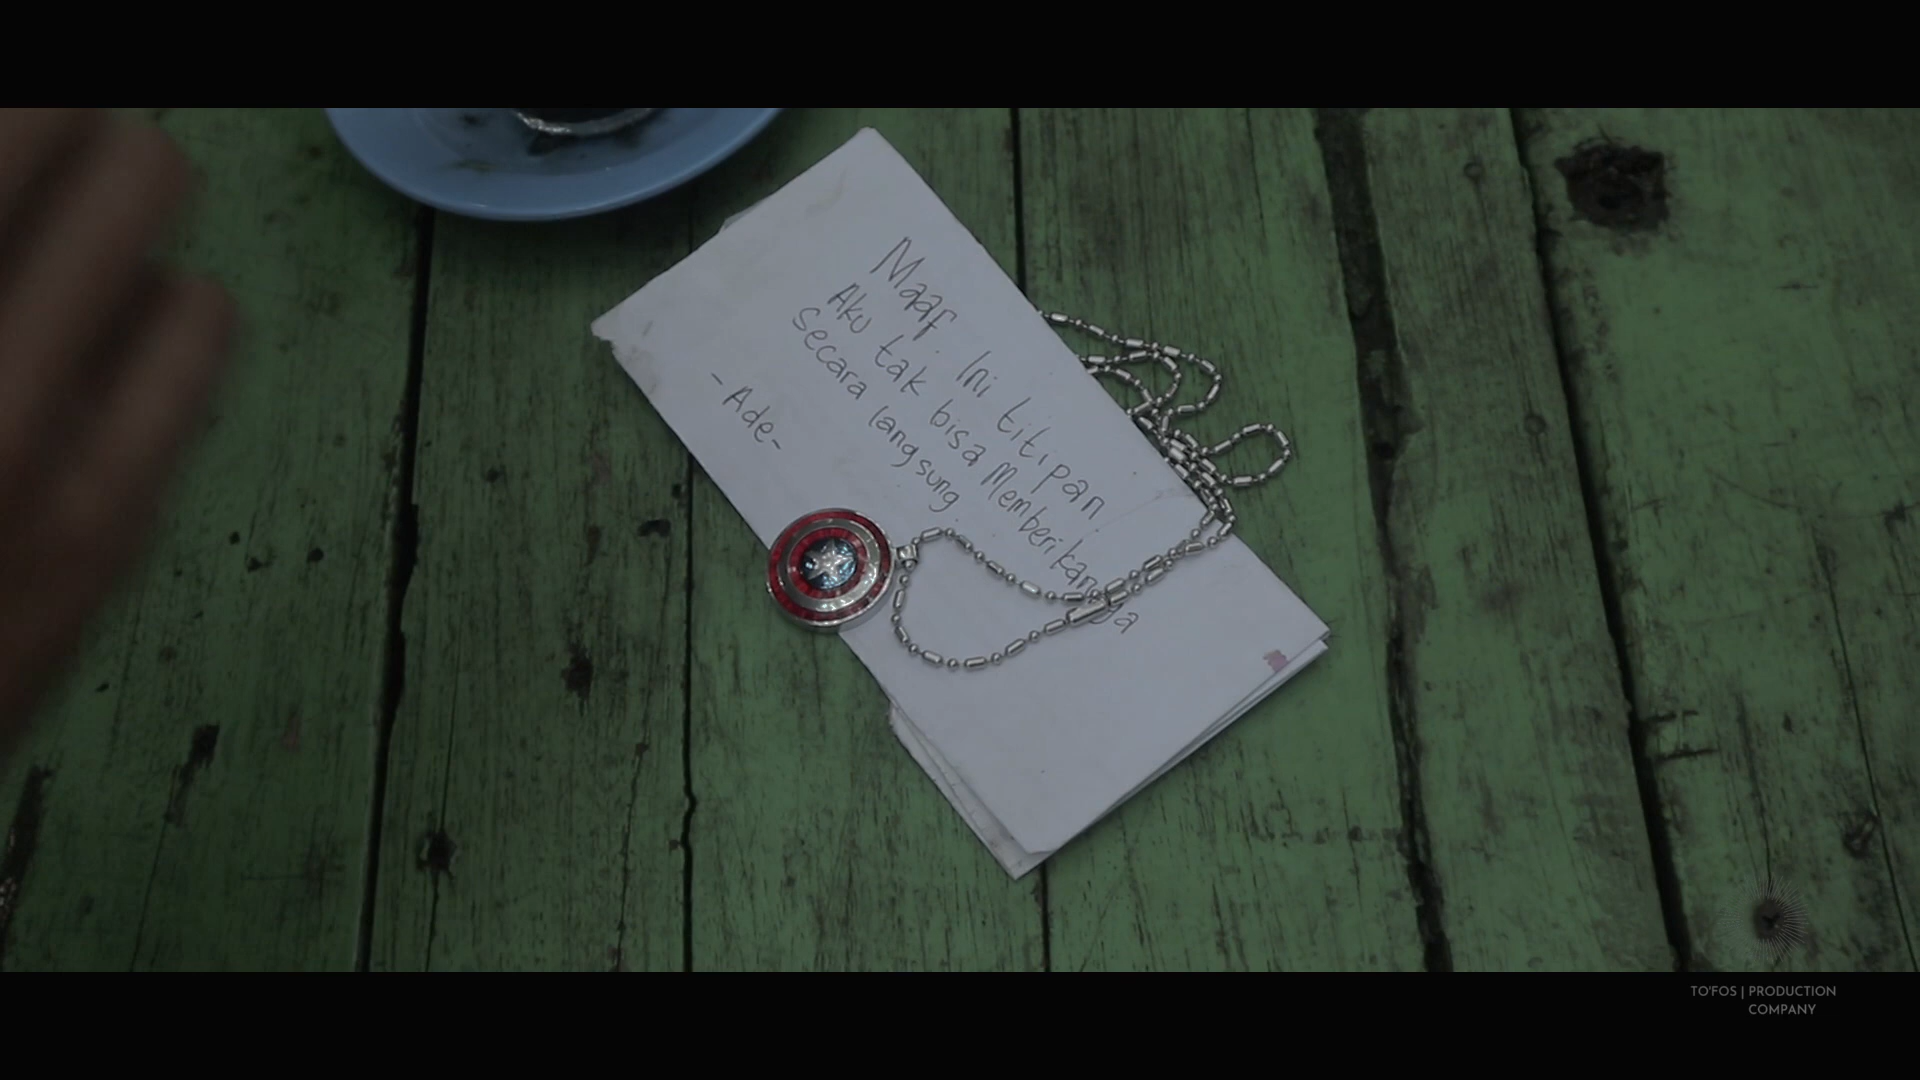 Maaf. Ini titipan
Aku tak bisa Memberikannya
Secara langsung.
-Ade-
TO'FOS | PRODUCTION
COMPANY